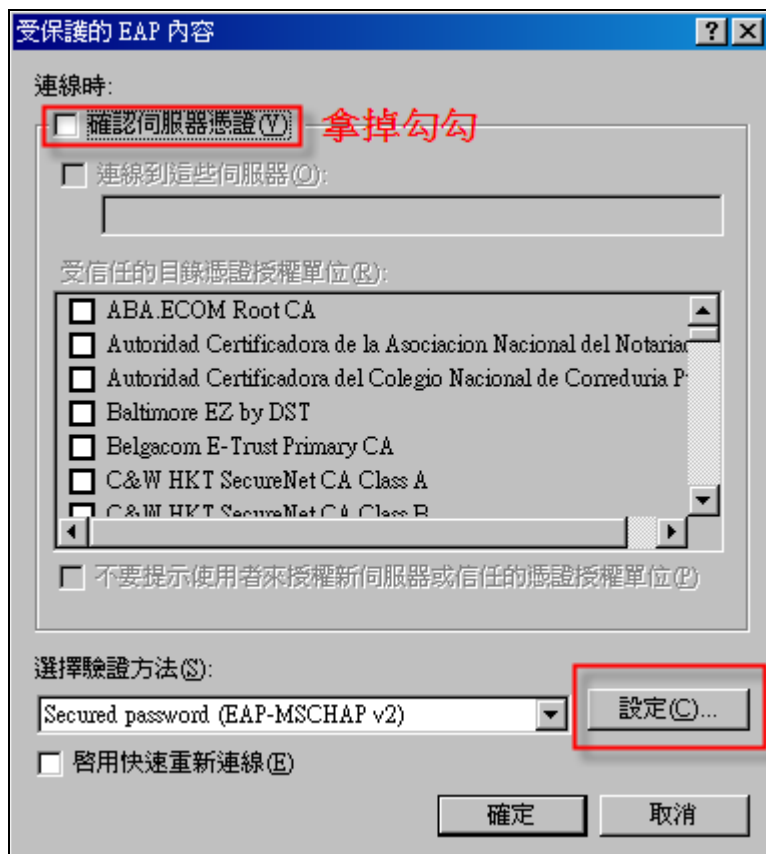 受保護的 EAP 內容
連線時:
確認伺服器憑證(V) 拿掉勾勾
連線到這些伺服器(O):
受信任的目錄憑證授權單位(R):
ABA.ECOM Root CA
Autoridad Certificadora de la Asociacion Nacional del Notariad
Autoridad Certificadora del Colegio Nacional de Correduria P
Baltimore EZ by DST
Belgacom E-Trust Primary CA
C&W HKT SecureNet CA Class A
C&W HKT SecureNet CA Class B
不要提示使用者來授權新伺服器或信任的憑證授權單位(P)
選擇驗證方法(S):
Secured password (EAP-MSCHAP v2) 設定(C)...
啓用快速重新連線(E)
確定 取消